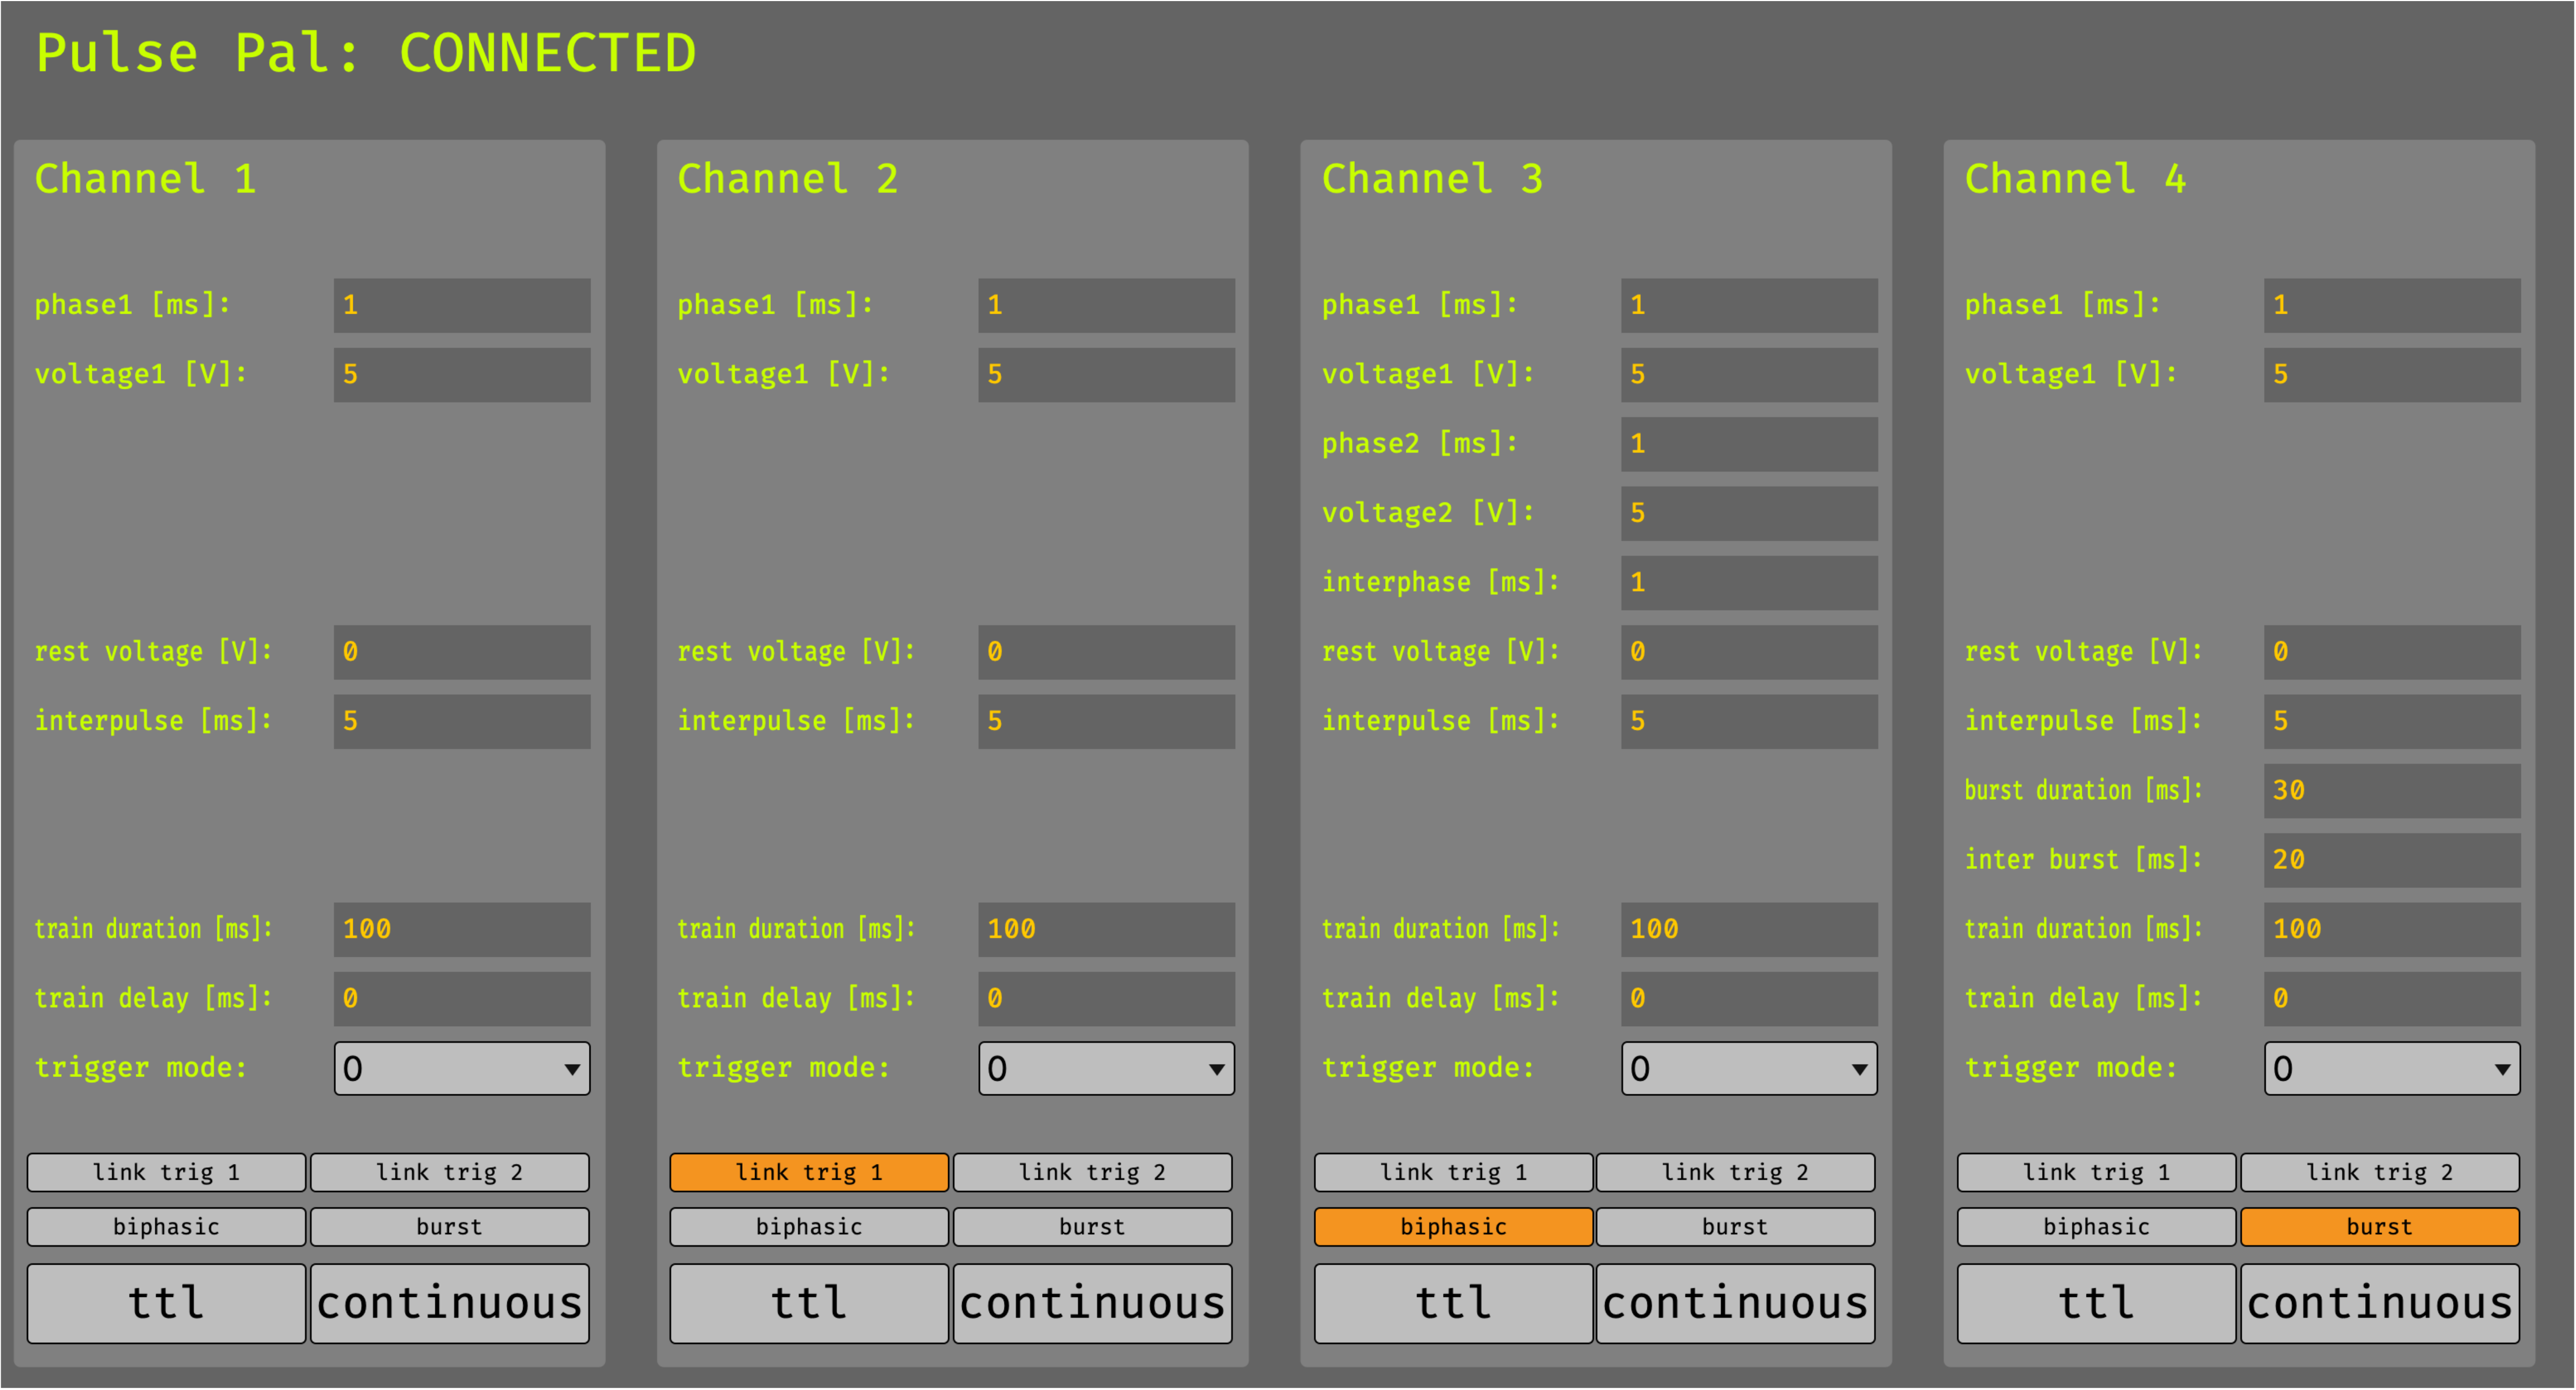 Pulse Pal: CONNECTED
Channel 1
phase1 [ms]: 1
voltage1 [V]: 5
rest voltage [V]: 0
interpulse [ms]: 5
train duration [ms]: 100
train delay [ms]: 0
trigger mode: 0
link trig 1 link trig 2
biphasic burst
ttl continuous
Channel 2
phase1 [ms]: 1
voltage1 [V]: 5
rest voltage [V]: 0
interpulse [ms]: 5
train duration [ms]: 100
train delay [ms]: 0
trigger mode: 0
link trig 1 link trig 2
biphasic burst
ttl continuous
Channel 3
phase1 [ms]: 1
voltage1 [V]: 5
phase2 [ms]: 1
voltage2 [V]: 5
interphase [ms]: 1
rest voltage [V]: 0
interpulse [ms]: 5
train duration [ms]: 100
train delay [ms]: 0
trigger mode: 0
link trig 1 link trig 2
biphasic burst
ttl continuous
Channel 4
phase1 [ms]: 1
voltage1 [V]: 5
rest voltage [V]: 0
interpulse [ms]: 5
burst duration [ms]: 30
inter burst [ms]: 20
train duration [ms]: 100
train delay [ms]: 0
trigger mode: 0
link trig 1 link trig 2
biphasic burst
ttl continuous